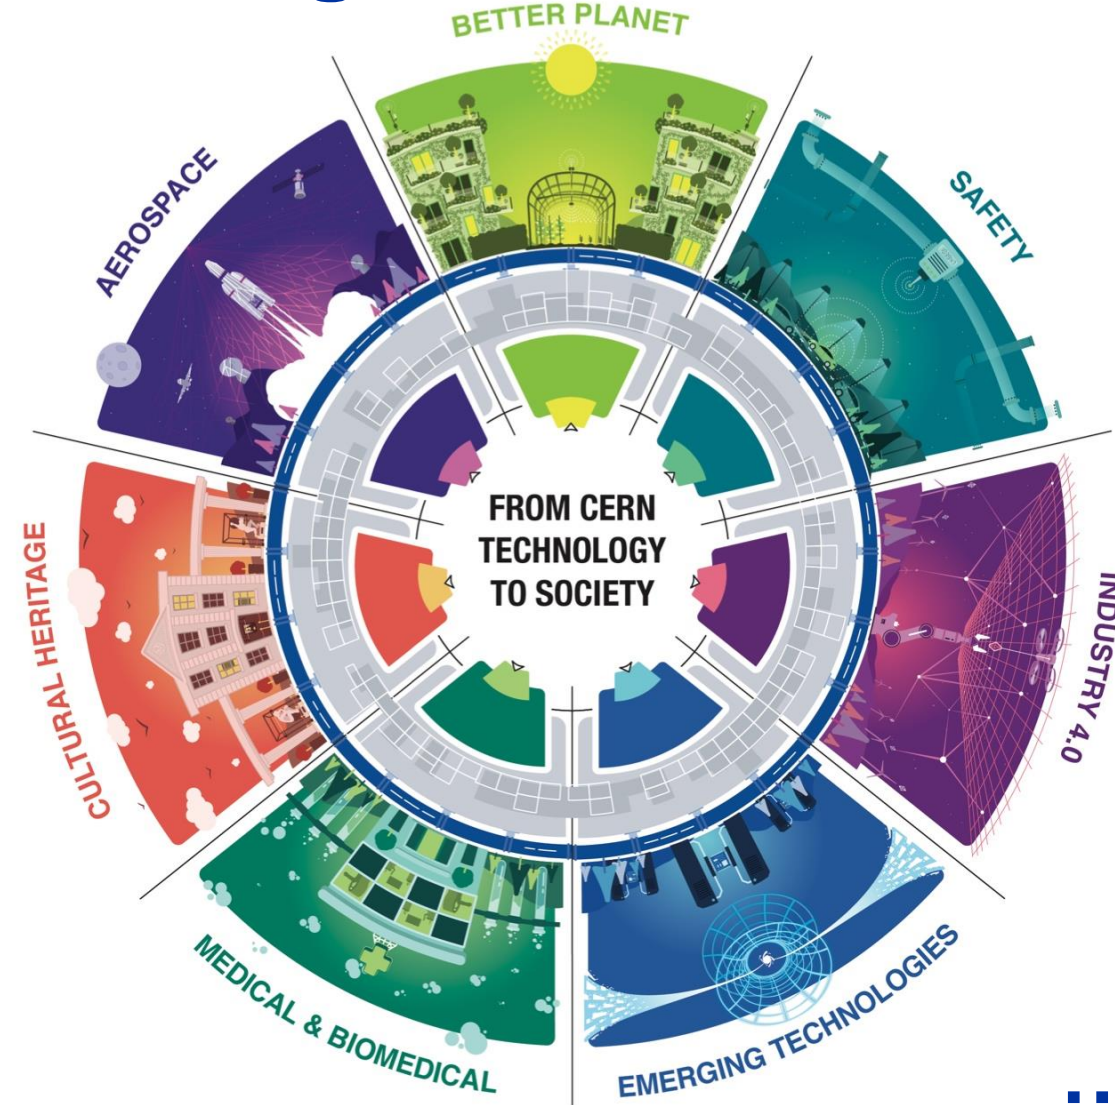 BETTER PLANET
SAFETY
INDUSTRY 4.0
EMERGING TECHNOLOGIES
MEDICAL & BIOMEDICAL
CULTURAL HERITAGE
AEROSPACE
FROM CERN
TECHNOLOGY
TO SOCIETY